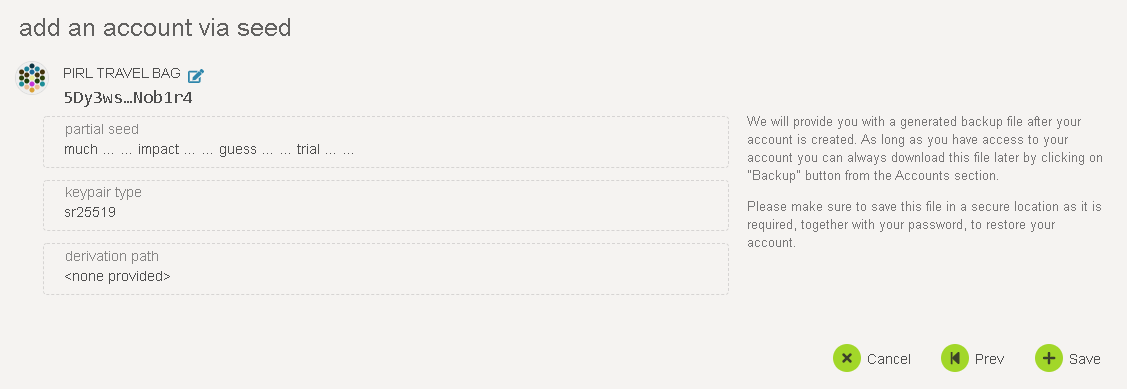 add an account via seed
PIRL TRAVEL BAG
5Dy3ws…Nob1r4
partial seed
much … … impact … … guess … … trial … …
keypair type
sr25519
derivation path
<none provided>
We will provide you with a generated backup file after your
account is created. As long as you have access to your
account you can always download this file later by clicking on
"Backup" button from the Accounts section.
Please make sure to save this file in a secure location as it is
required, together with your password, to restore your
account.
Cancel
Prev
Save